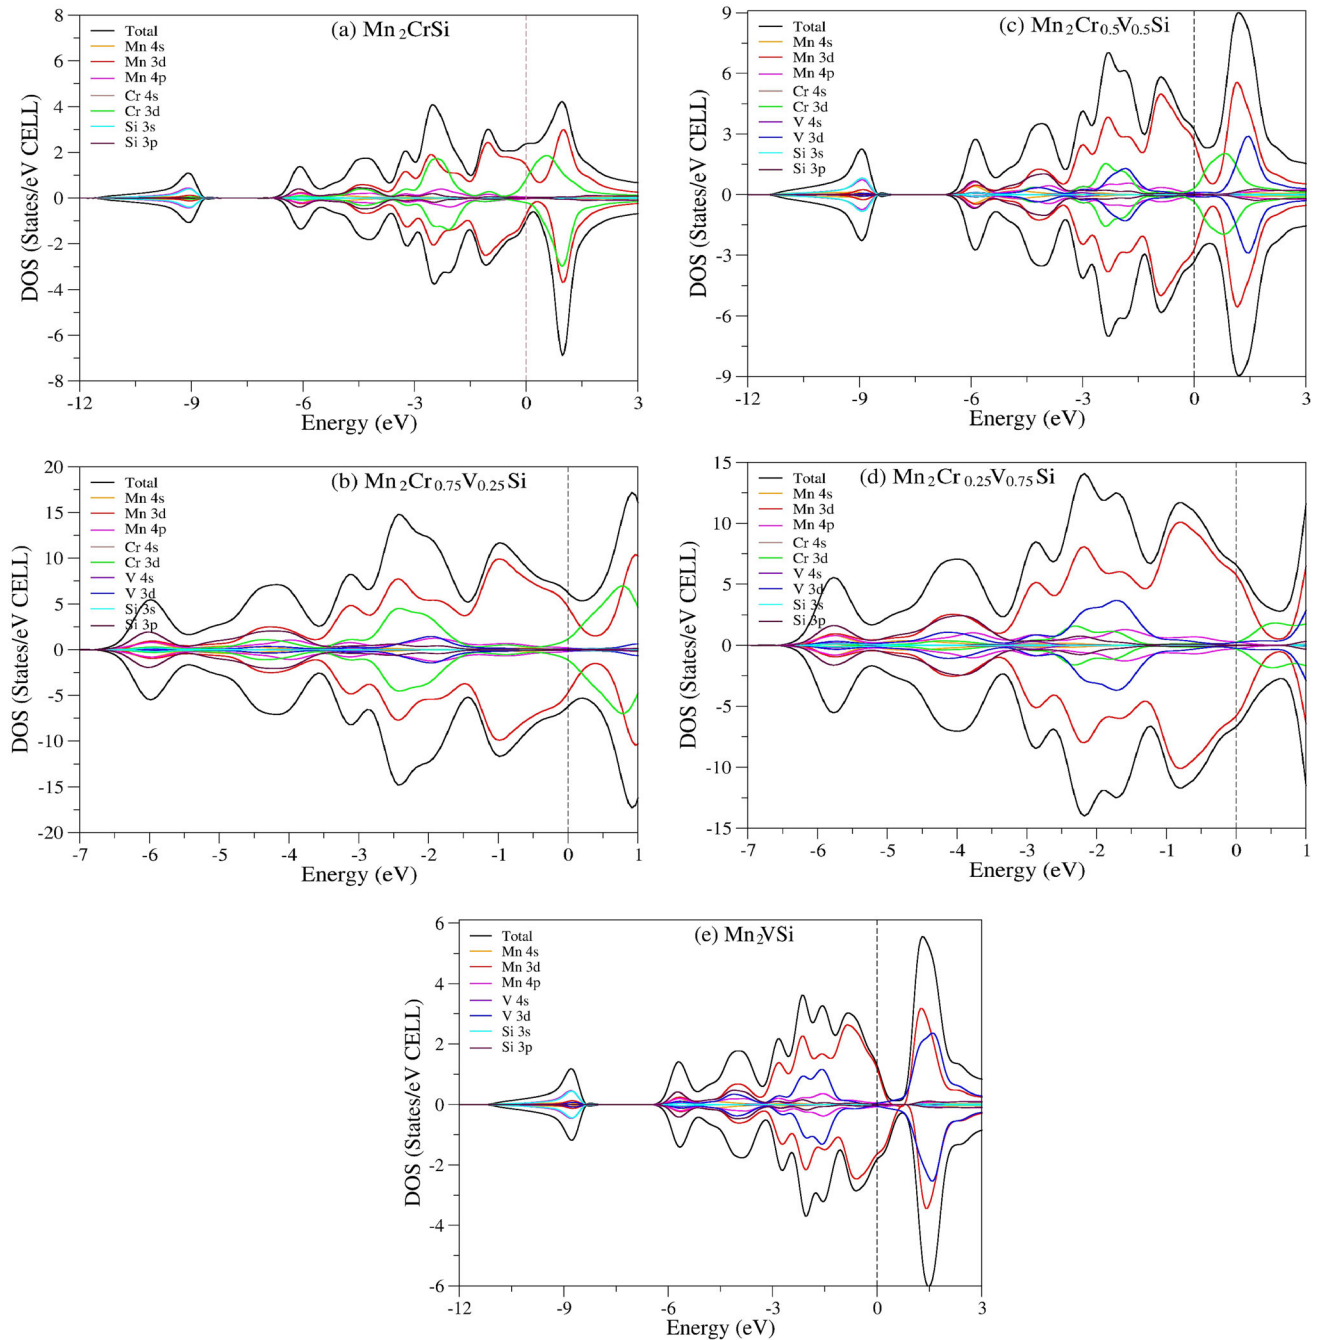 (a) Mn₂CrSi
Total
Mn 4s
Mn 3d
Mn 4p
Cr 4s
Cr 3d
Si 3s
Si 3p
8
6
4
2
0
-2
-4
-6
-8
DOS (States/eV CELL)
-12 -9 -6 -3 0 3
Energy (eV)
(c) Mn₂Cr₀.₅V₀.₅Si
Total
Mn 4s
Mn 3d
Mn 4p
Cr 4s
Cr 3d
V 4s
V 3d
Si 3s
Si 3p
9
6
3
0
-3
-6
-9
DOS (States/eV CELL)
-12 -9 -6 -3 0 3
Energy (eV)
(b) Mn₂Cr₀.₇₅V₀.₂₅Si
Total
Mn 4s
Mn 3d
Mn 4p
Cr 4s
Cr 3d
V 4s
V 3d
Si 3s
Si 3p
20
15
10
5
0
-5
-10
-15
-20
DOS (States/eV CELL)
-7 -6 -5 -4 -3 -2 -1 0 1
Energy (eV)
(d) Mn₂Cr₀.₂₅V₀.₇₅Si
Total
Mn 4s
Mn 3d
Mn 4p
Cr 4s
Cr 3d
V 4s
V 3d
Si 3s
Si 3p
15
10
5
0
-5
-10
-15
DOS (States/eV CELL)
-7 -6 -5 -4 -3 -2 -1 0 1
Energy (eV)
(e) Mn₂VSi
Total
Mn 4s
Mn 3d
Mn 4p
V 4s
V 3d
Si 3s
Si 3p
6
4
2
0
-2
-4
-6
DOS (States/eV CELL)
-12 -9 -6 -3 0 3
Energy (eV)